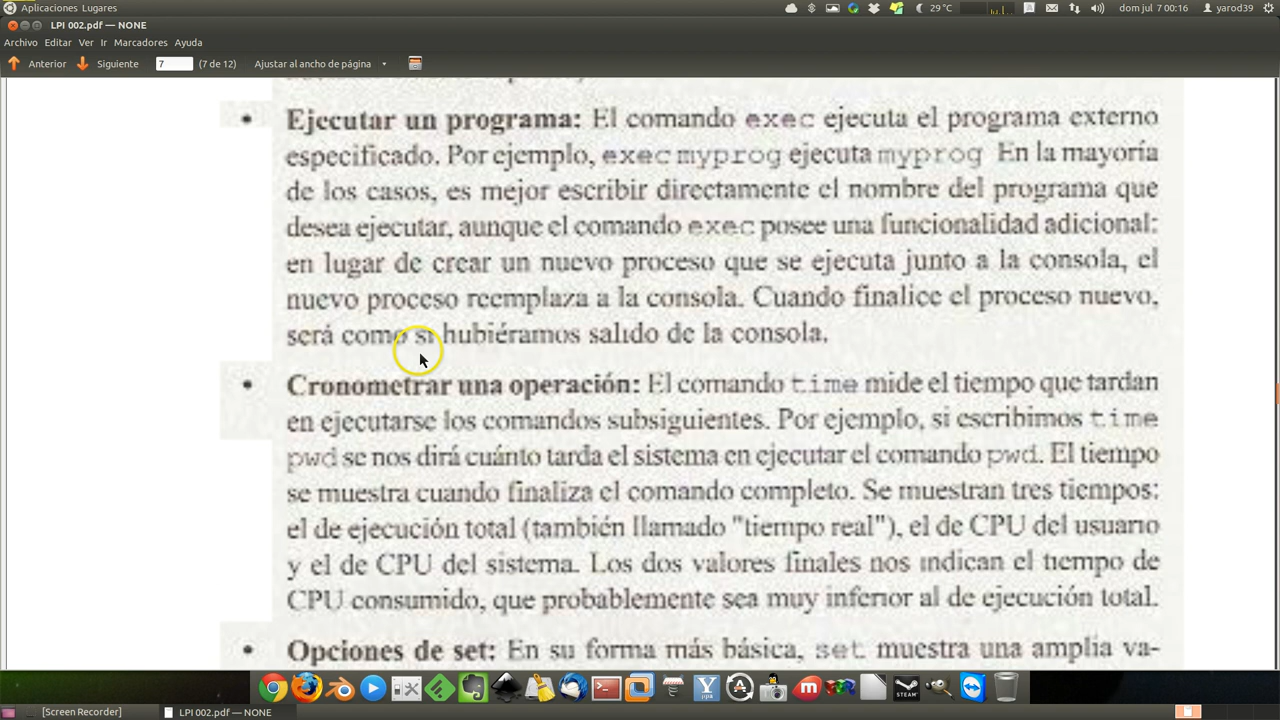 Aplicaciones Lugares
29 °C
dom jul 7 00:16
yarod39
LPI 002.pdf — NONE
Archivo Editar Ver Ir Marcadores Ayuda
Anterior Siguiente 7 (7 de 12) Ajustar al ancho de página
• Ejecutar un programa: El comando exec ejecuta el programa externo
especificado. Por ejemplo, exec myprog ejecuta myprog En la mayoría
de los casos, es mejor escribir directamente el nombre del programa que
desea ejecutar, aunque el comando exec posee una funcionalidad adicional:
en lugar de crear un nuevo proceso que se ejecuta junto a la consola, el
nuevo proceso reemplaza a la consola. Cuando finalice el proceso nuevo,
será como si hubiéramos salido de la consola.
• Cronometrar una operación: El comando time mide el tiempo que tardan
en ejecutarse los comandos subsiguientes. Por ejemplo, si escribimos time
pwd se nos dirá cuánto tarda el sistema en ejecutar el comando pwd. El tiempo
se muestra cuando finaliza el comando completo. Se muestran tres tiempos:
el de ejecución total (también llamado "tiempo real"), el de CPU del usuario
y el de CPU del sistema. Los dos valores finales nos indican el tiempo de
CPU consumido, que probablemente sea muy inferior al de ejecución total.
• Opciones de set: En su forma más básica, set muestra una amplia va-
STEAM
[Screen Recorder]
LPI 002.pdf — NONE